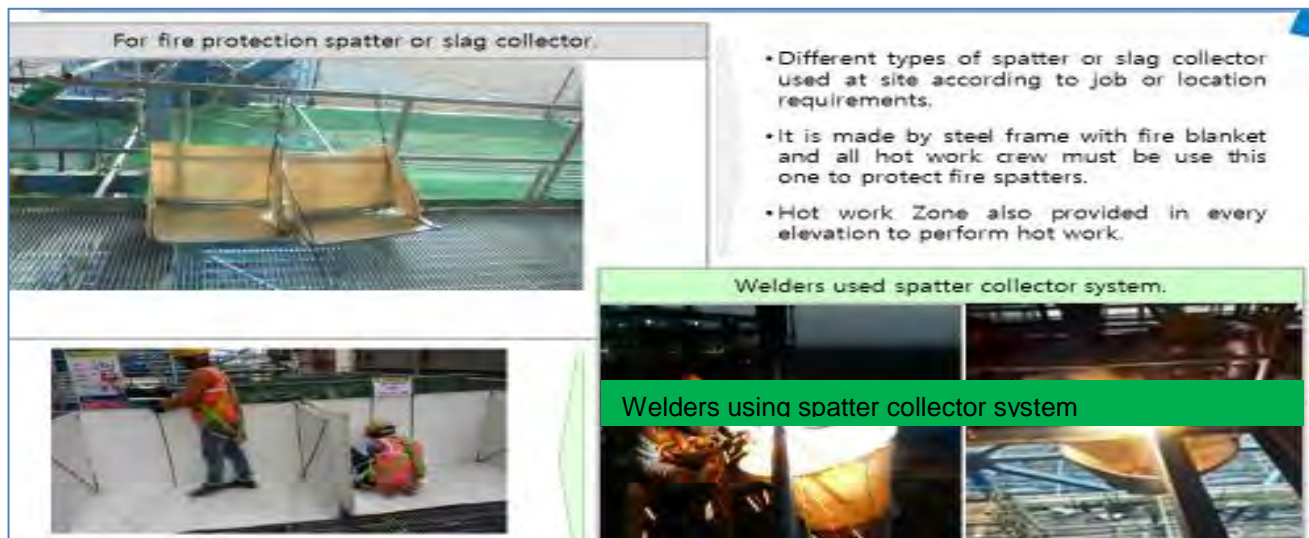 For fire protection spatter or slag collector.
• Different types of spatter or slag collector
used at site according to job or location
requirements.
• It is made by steel frame with fire blanket
and all hot work crew must be use this
one to protect fire spatters.
• Hot work Zone also provided in every
elevation to perform hot work.
Welders used spatter collector system.
Welders using spatter collector system